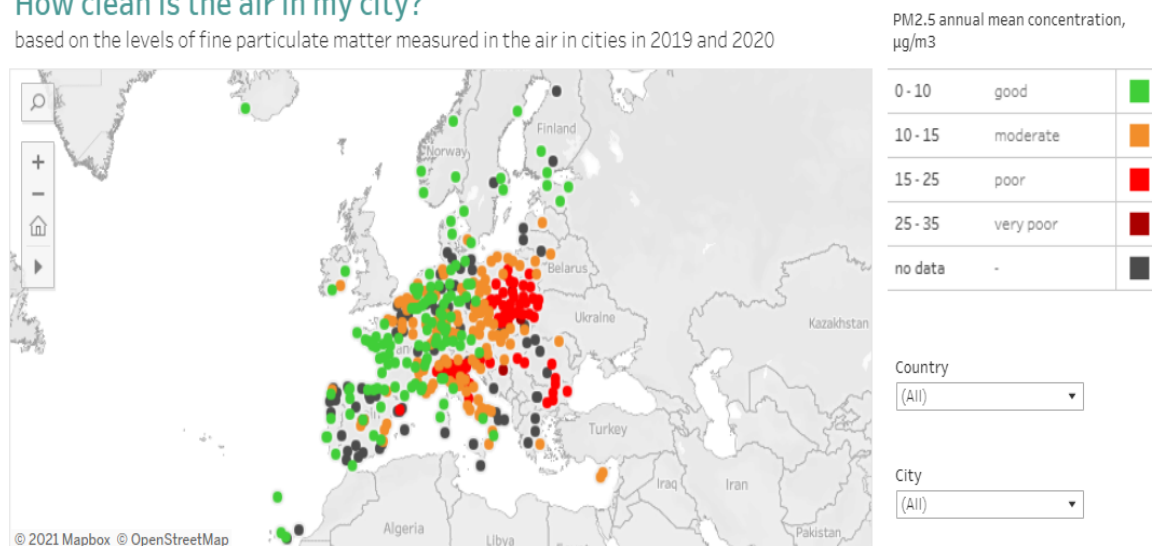 How clean is the air in my city?
based on the levels of fine particulate matter measured in the air in cities in 2019 and 2020
PM2.5 annual mean concentration,
µg/m3
0 - 10 good
10 - 15 moderate
15 - 25 poor
25 - 35 very poor
no data -
Finland
Norway
Belarus
Ukraine
Kazakhstan
Turkey
Iraq
Iran
Algeria
Libya
Pakistan
Country
(All)
City
(All)
© 2021 Mapbox © OpenStreetMap